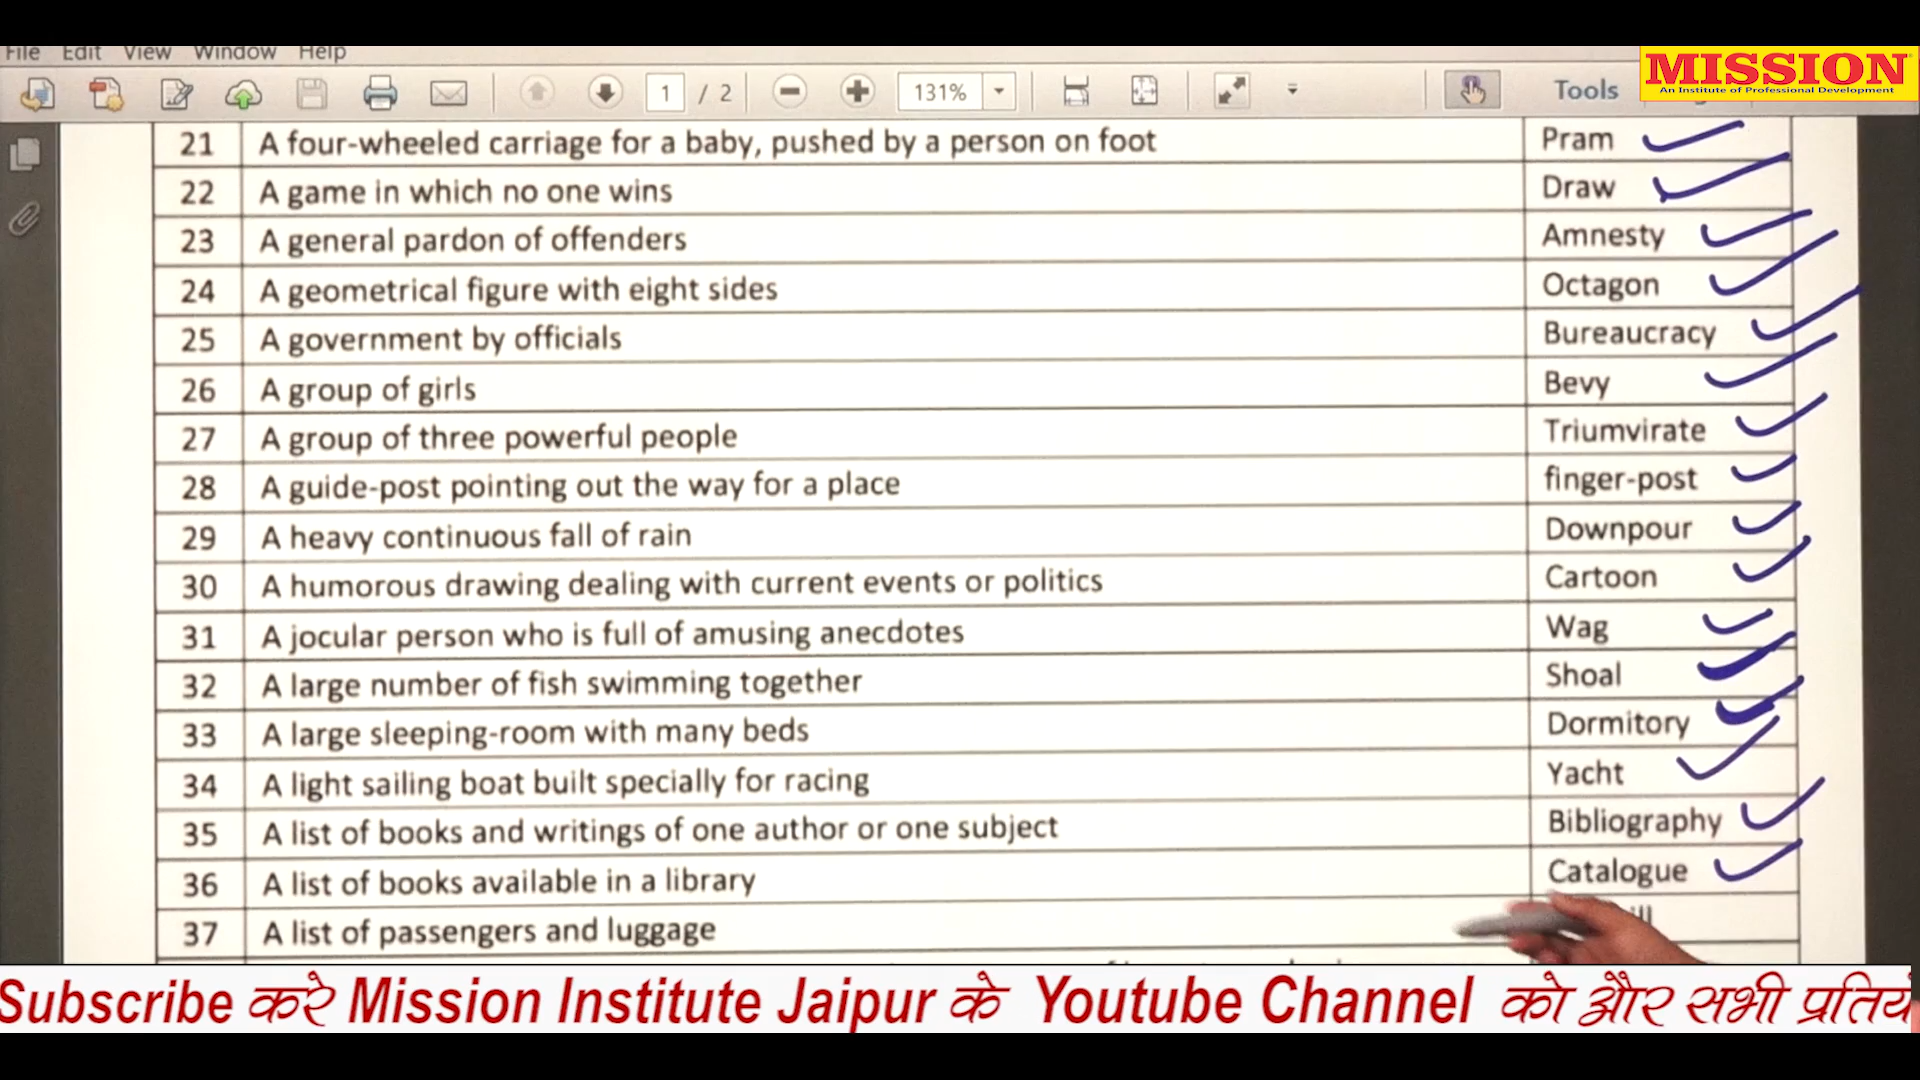 File Edit View Window Help
1 / 2 131% Tools
MISSION
An Institute of Professional Development
21 A four-wheeled carriage for a baby, pushed by a person on foot Pram
22 A game in which no one wins Draw
23 A general pardon of offenders Amnesty
24 A geometrical figure with eight sides Octagon
25 A government by officials Bureaucracy
26 A group of girls Bevy
27 A group of three powerful people Triumvirate
28 A guide-post pointing out the way for a place finger-post
29 A heavy continuous fall of rain Downpour
30 A humorous drawing dealing with current events or politics Cartoon
31 A jocular person who is full of amusing anecdotes Wag
32 A large number of fish swimming together Shoal
33 A large sleeping-room with many beds Dormitory
34 A light sailing boat built specially for racing Yacht
35 A list of books and writings of one author or one subject Bibliography
36 A list of books available in a library Catalogue
37 A list of passengers and luggage
Subscribe करे Mission Institute Jaipur के Youtube Channel को और सभी